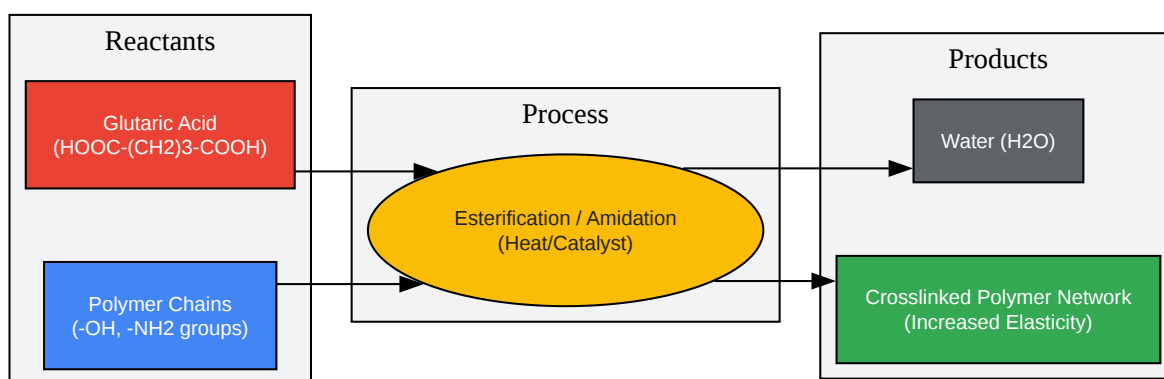 Reactants
Glutaric Acid
(HOOC-(CH2)3-COOH)
Polymer Chains
(-OH, -NH2 groups)
Process
Esterification / Amidation
(Heat/Catalyst)
Products
Water (H2O)
Crosslinked Polymer Network
(Increased Elasticity)